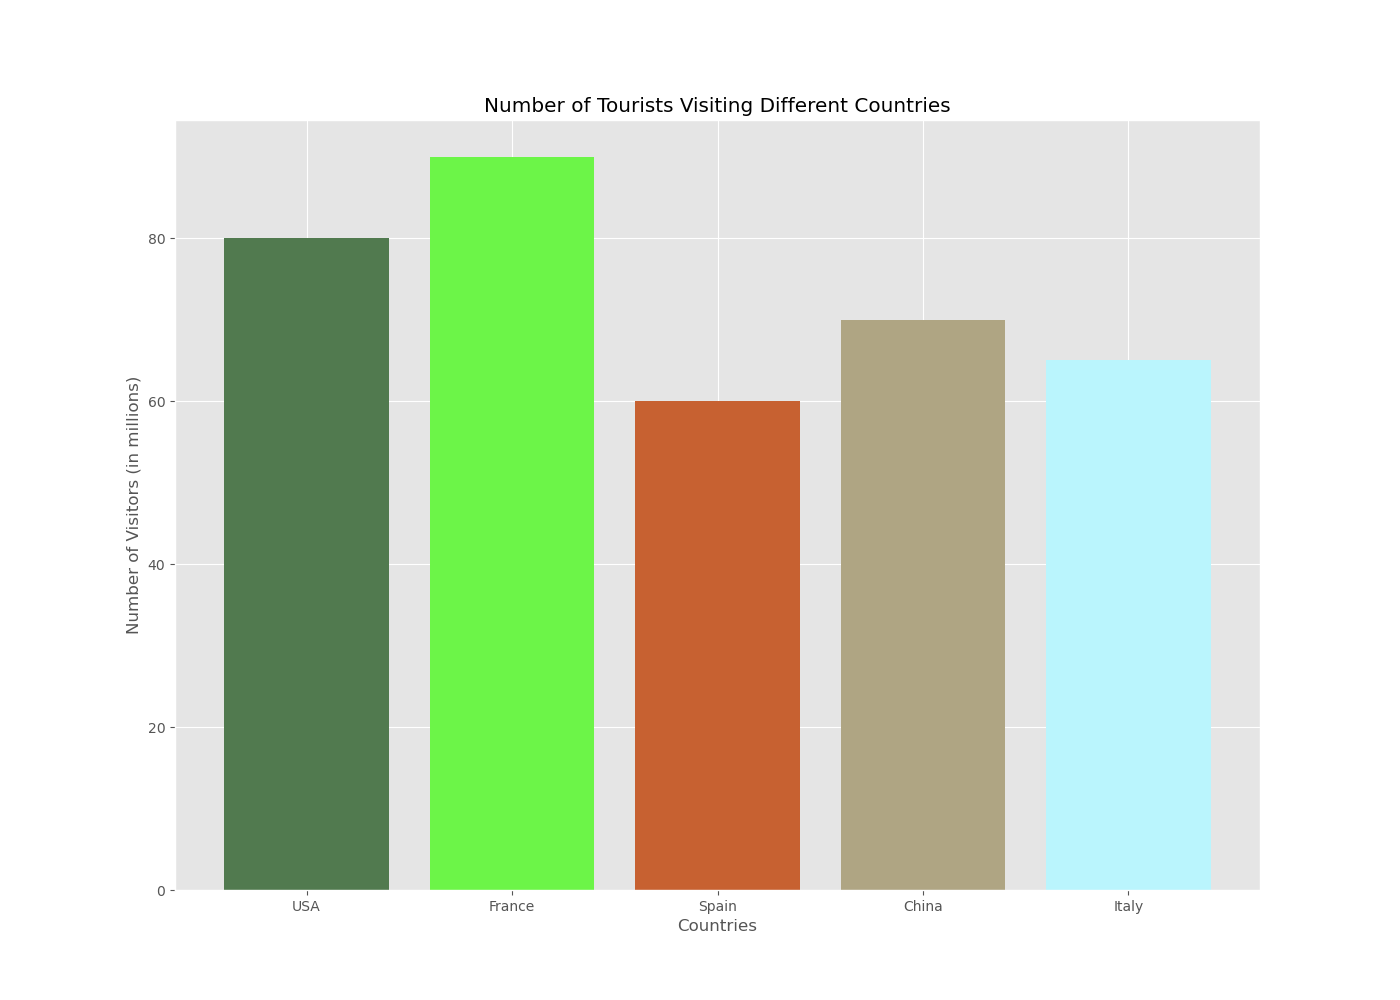 Number of Tourists Visiting Different Countries
Number of Visitors (in millions)
80
60
40
20
0
USA
France
Spain
China
Italy
Countries